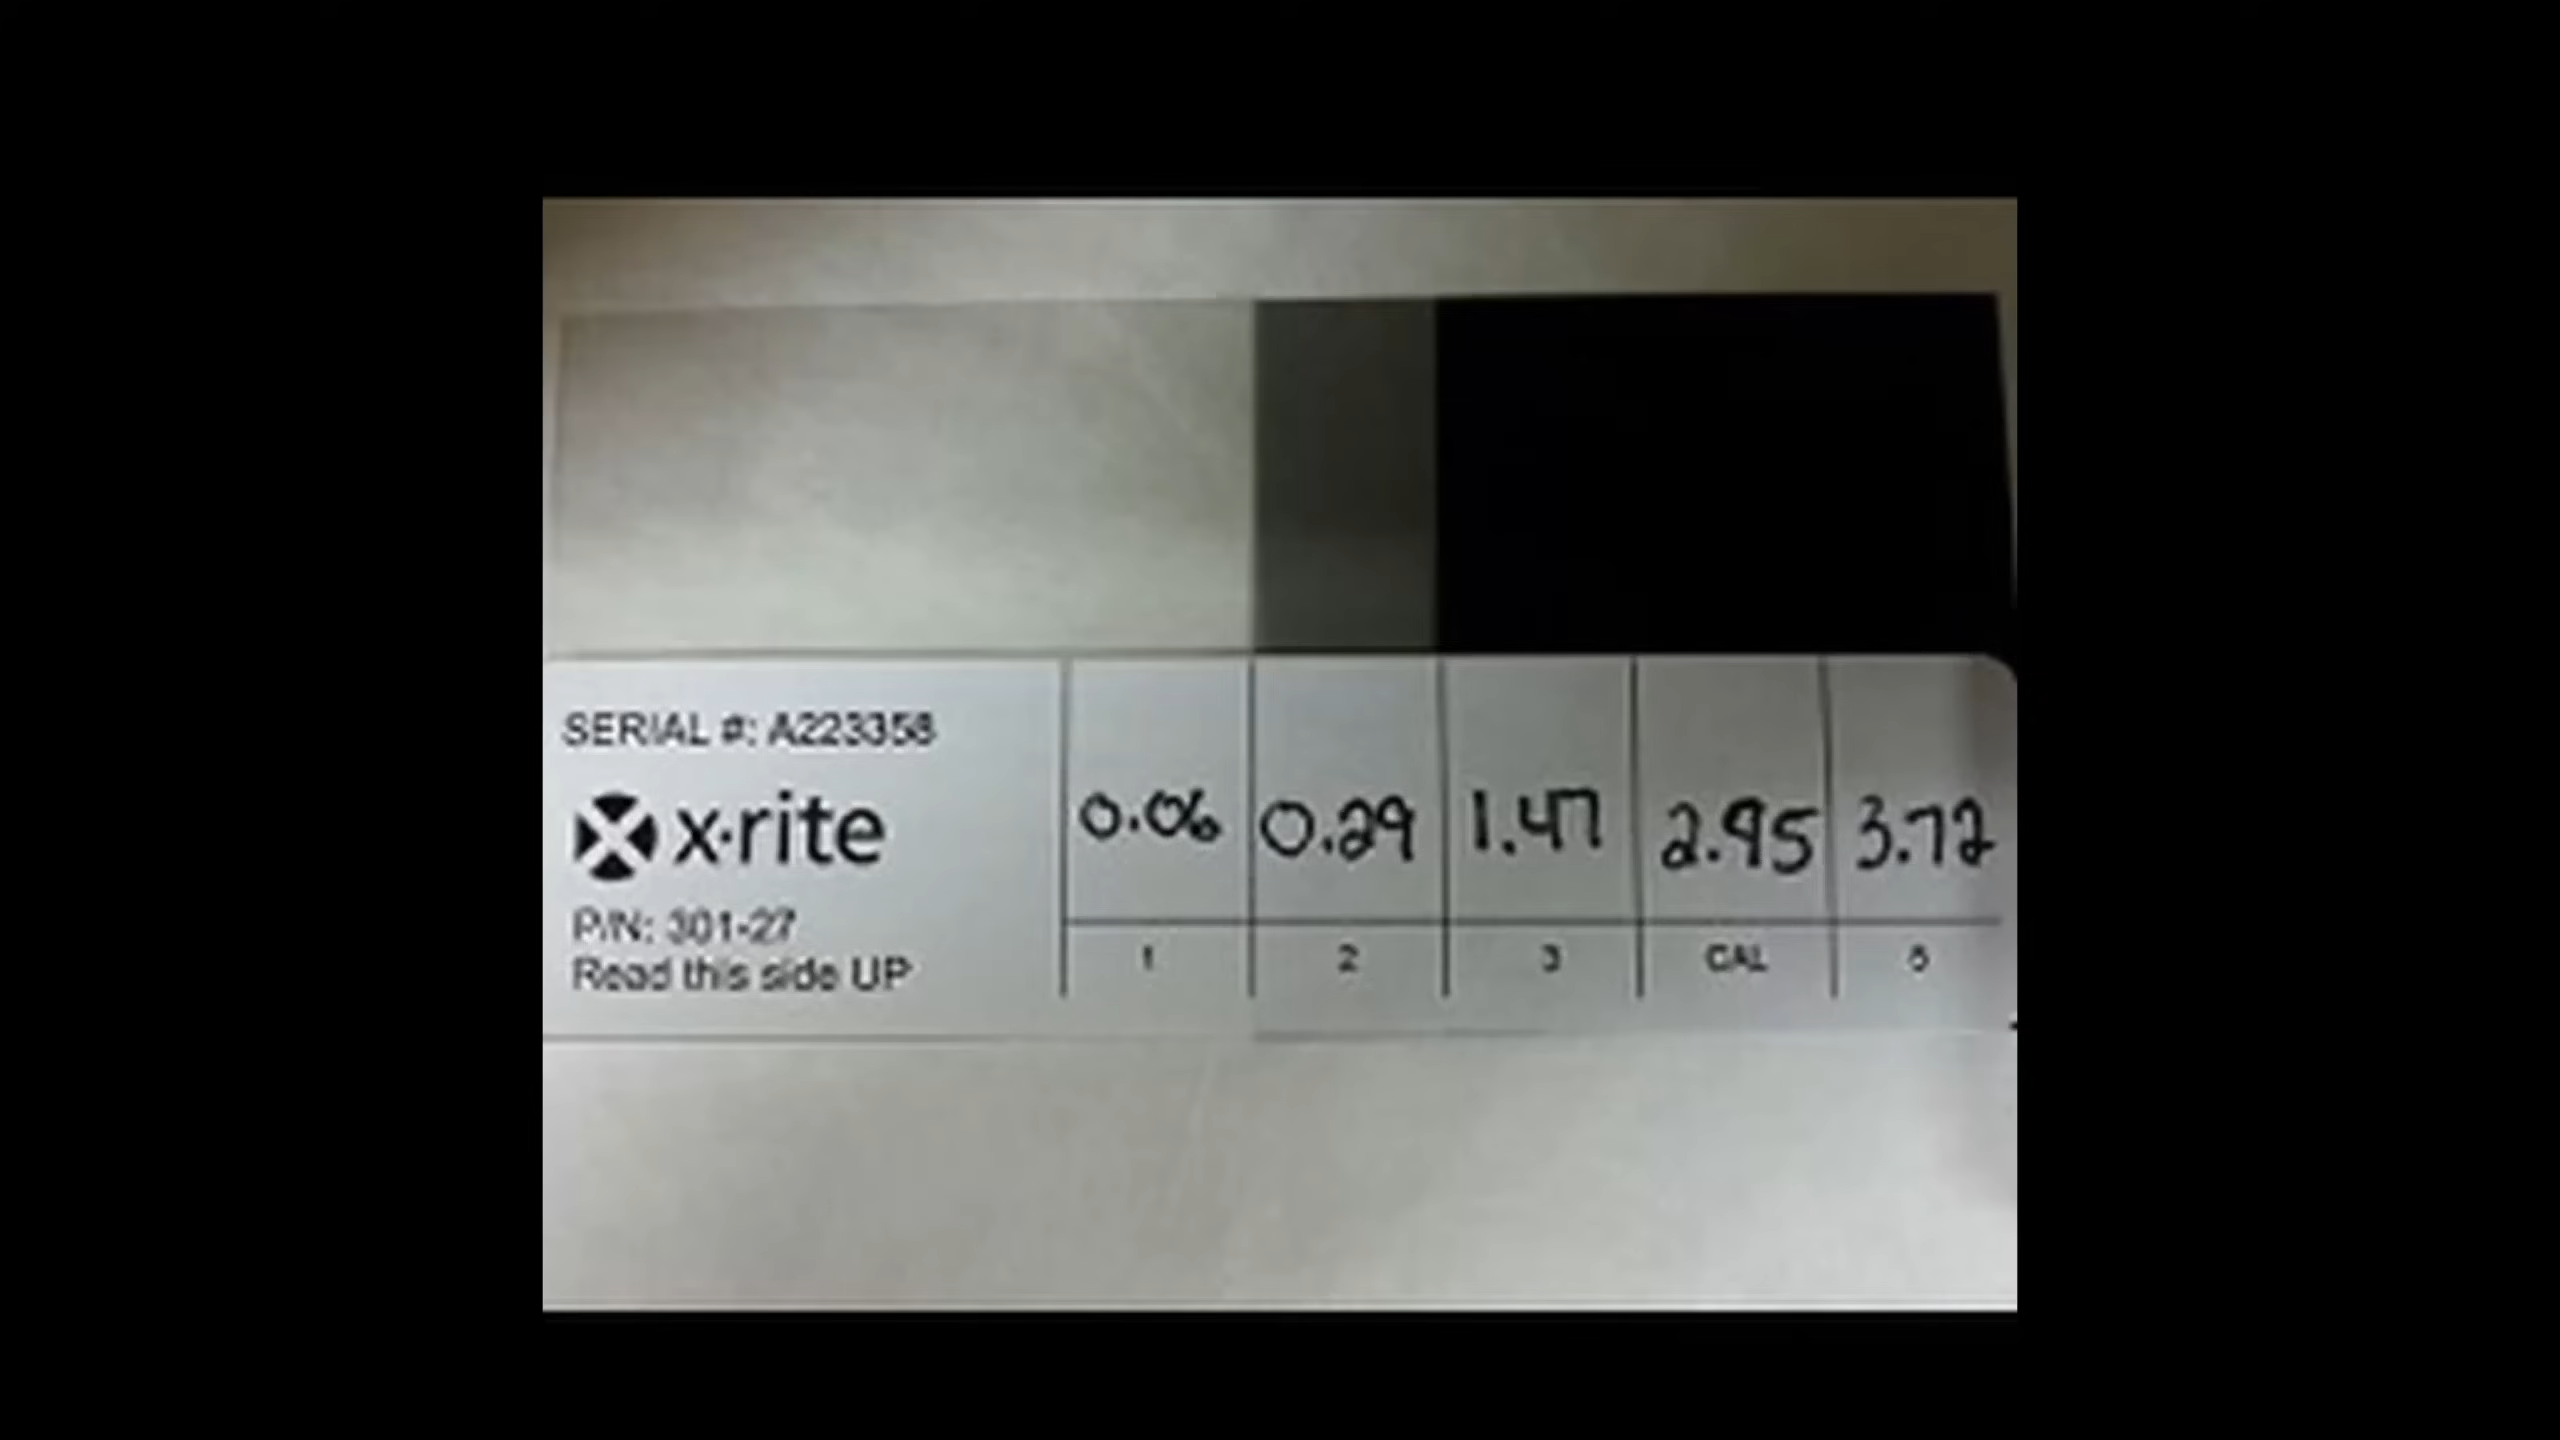 SERIAL #: A223358
x·rite
P/N: 301-27
Read this side UP
0.06 0.29 1.47 2.95 3.72
1 2 3 CAL 5